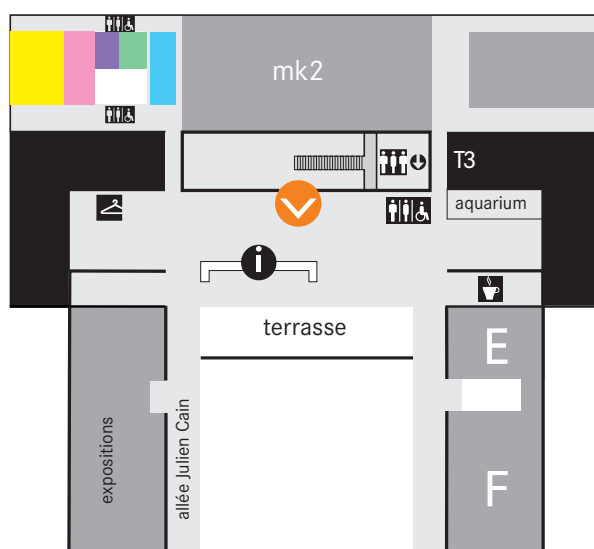 mk2
T3
aquarium
i
terrasse
E
expositions
allée Julien Cain
F